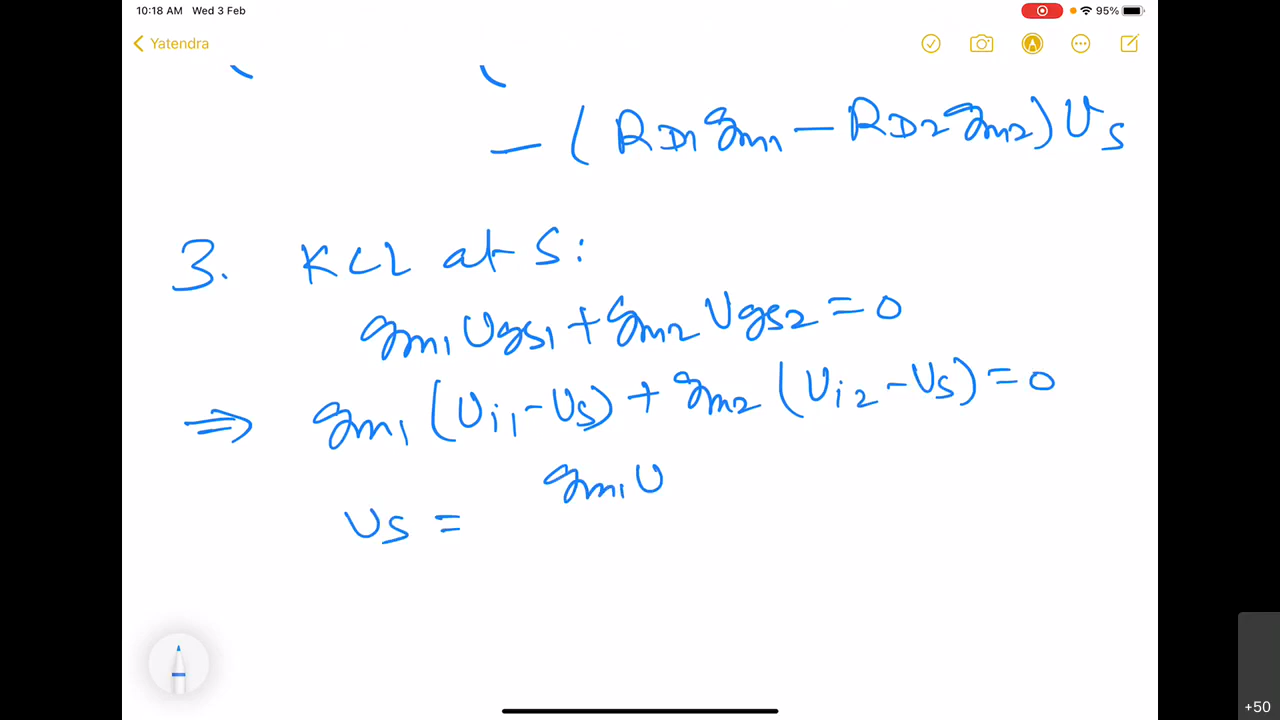 10:18 AM Wed 3 Feb
95%
Yatendra
− (RD1 gm1 − RD2 gm2) Vs
3. KCL at S:
gm1 Vgs1 + gm2 Vgs2 = 0
⇒ gm1 (Vi1 − Vs) + gm2 (Vi2 − Vs) = 0
gm1 V
Vs =
+50